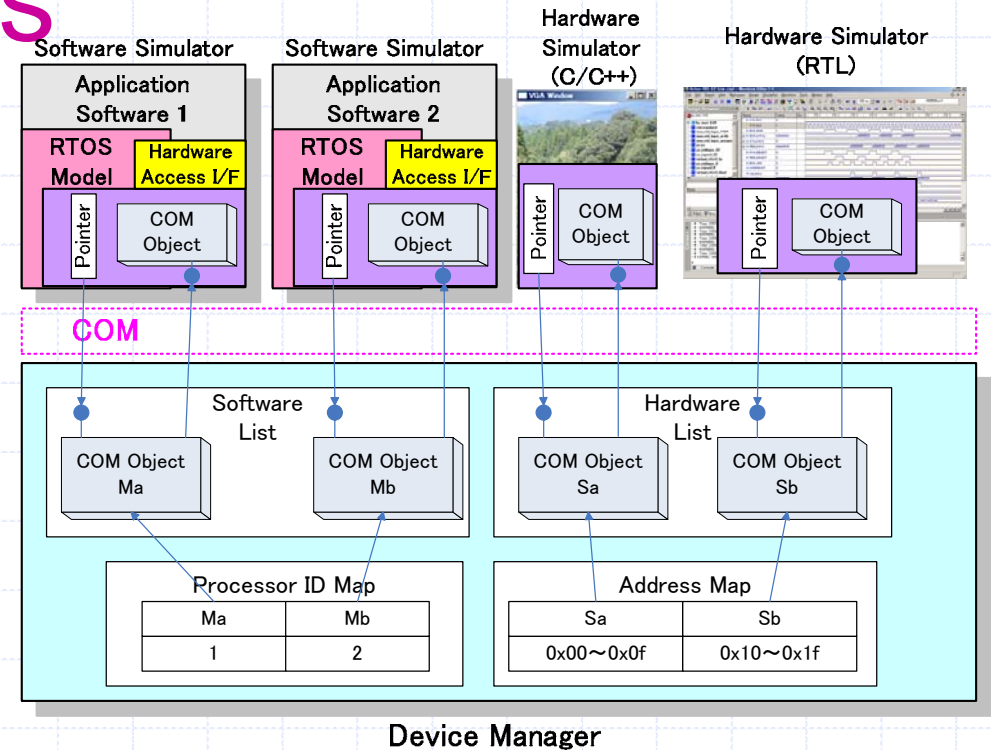 S
Software Simulator
Application
Software 1
RTOS
Model
Hardware
Access I/F
Pointer
COM
Object
Software Simulator
Application
Software 2
RTOS
Model
Hardware
Access I/F
Pointer
COM
Object
Hardware
Simulator
(C/C++)
VGA Window
Pointer
COM
Object
Hardware Simulator
(RTL)
Pointer
COM
Object
COM
Software
List
COM Object
Ma
COM Object
Mb
Hardware
List
COM Object
Sa
COM Object
Sb
Processor ID Map
Ma Mb
1 2
Address Map
Sa Sb
0x00～0x0f 0x10～0x1f
Device Manager